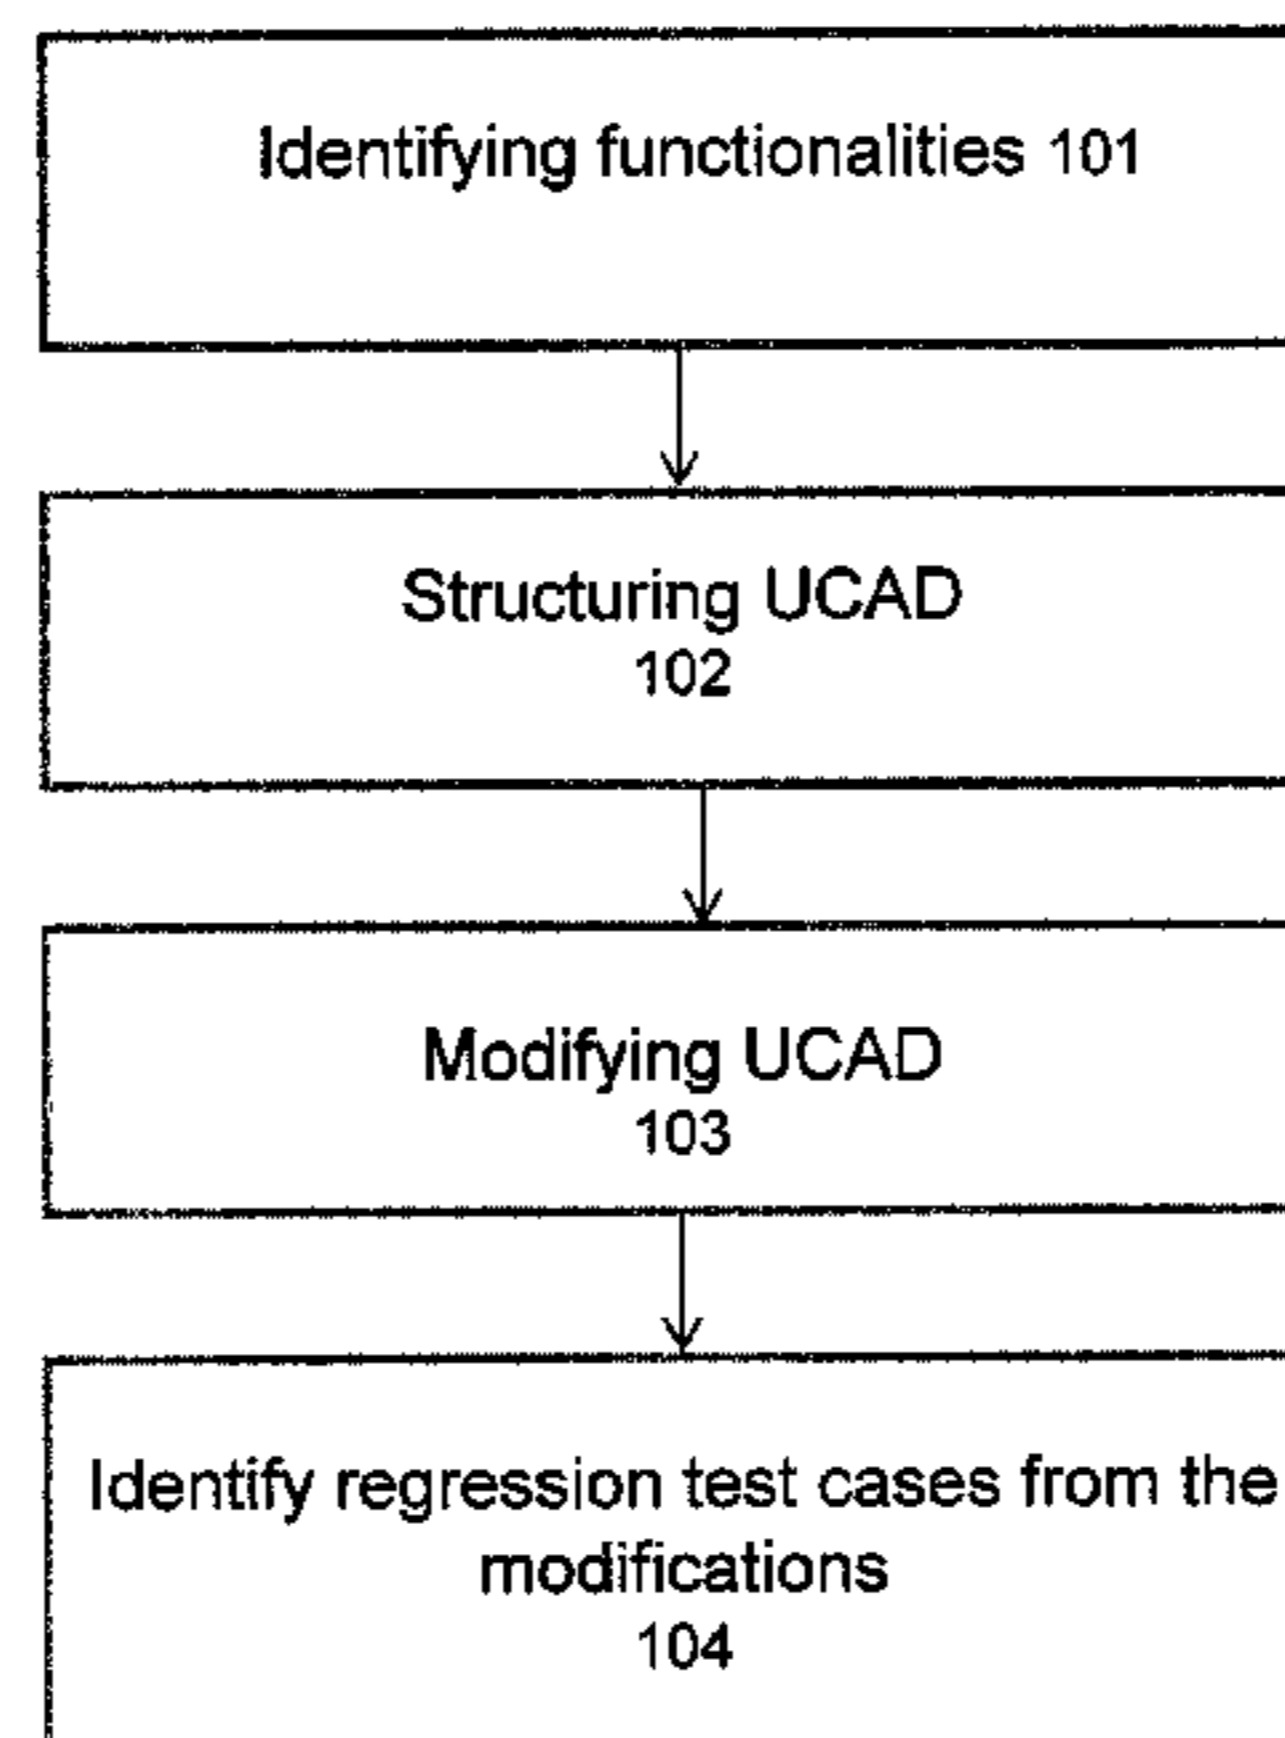 Identifying functionalities 101
Structuring UCAD
102
Modifying UCAD
103
Identify regression test cases from the
modifications
104